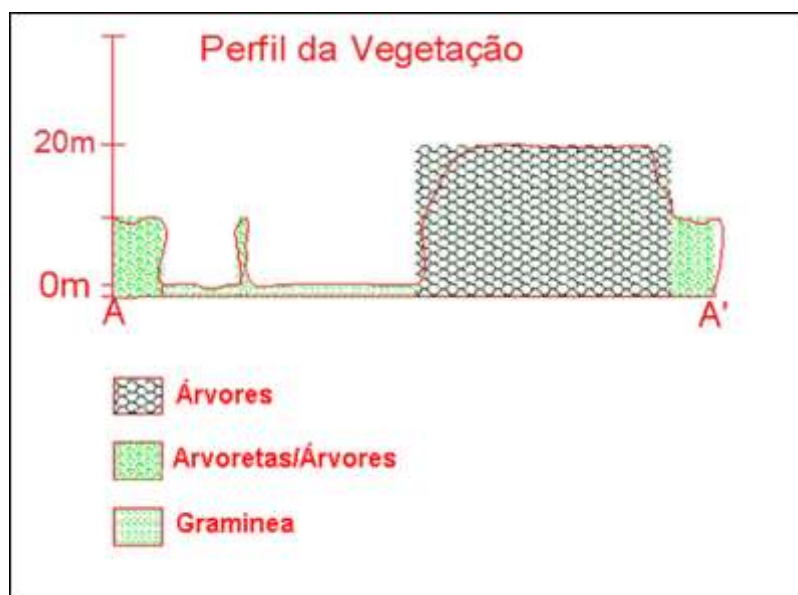 Perfil da Vegetação
20m
0m
A
A'
Árvores
Arvoretas/Árvores
Graminea